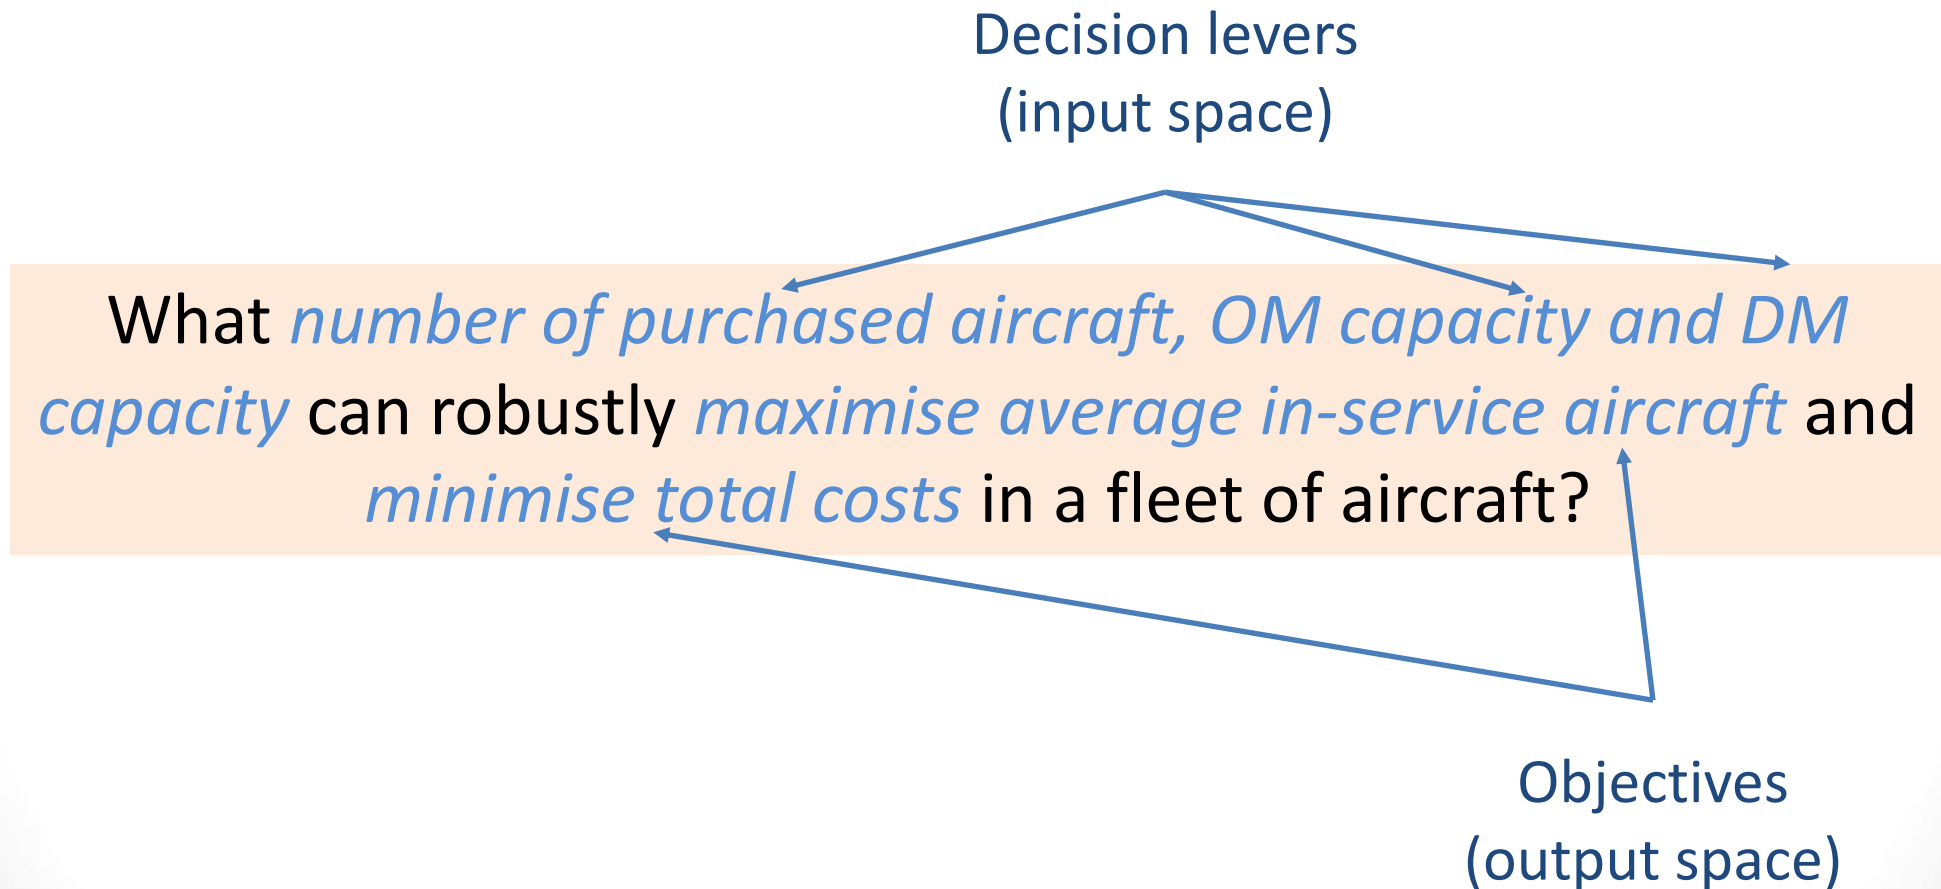 Decision levers
(input space)
What number of purchased aircraft, OM capacity and DM
capacity can robustly maximise average in-service aircraft and
minimise total costs in a fleet of aircraft?
Objectives
(output space)